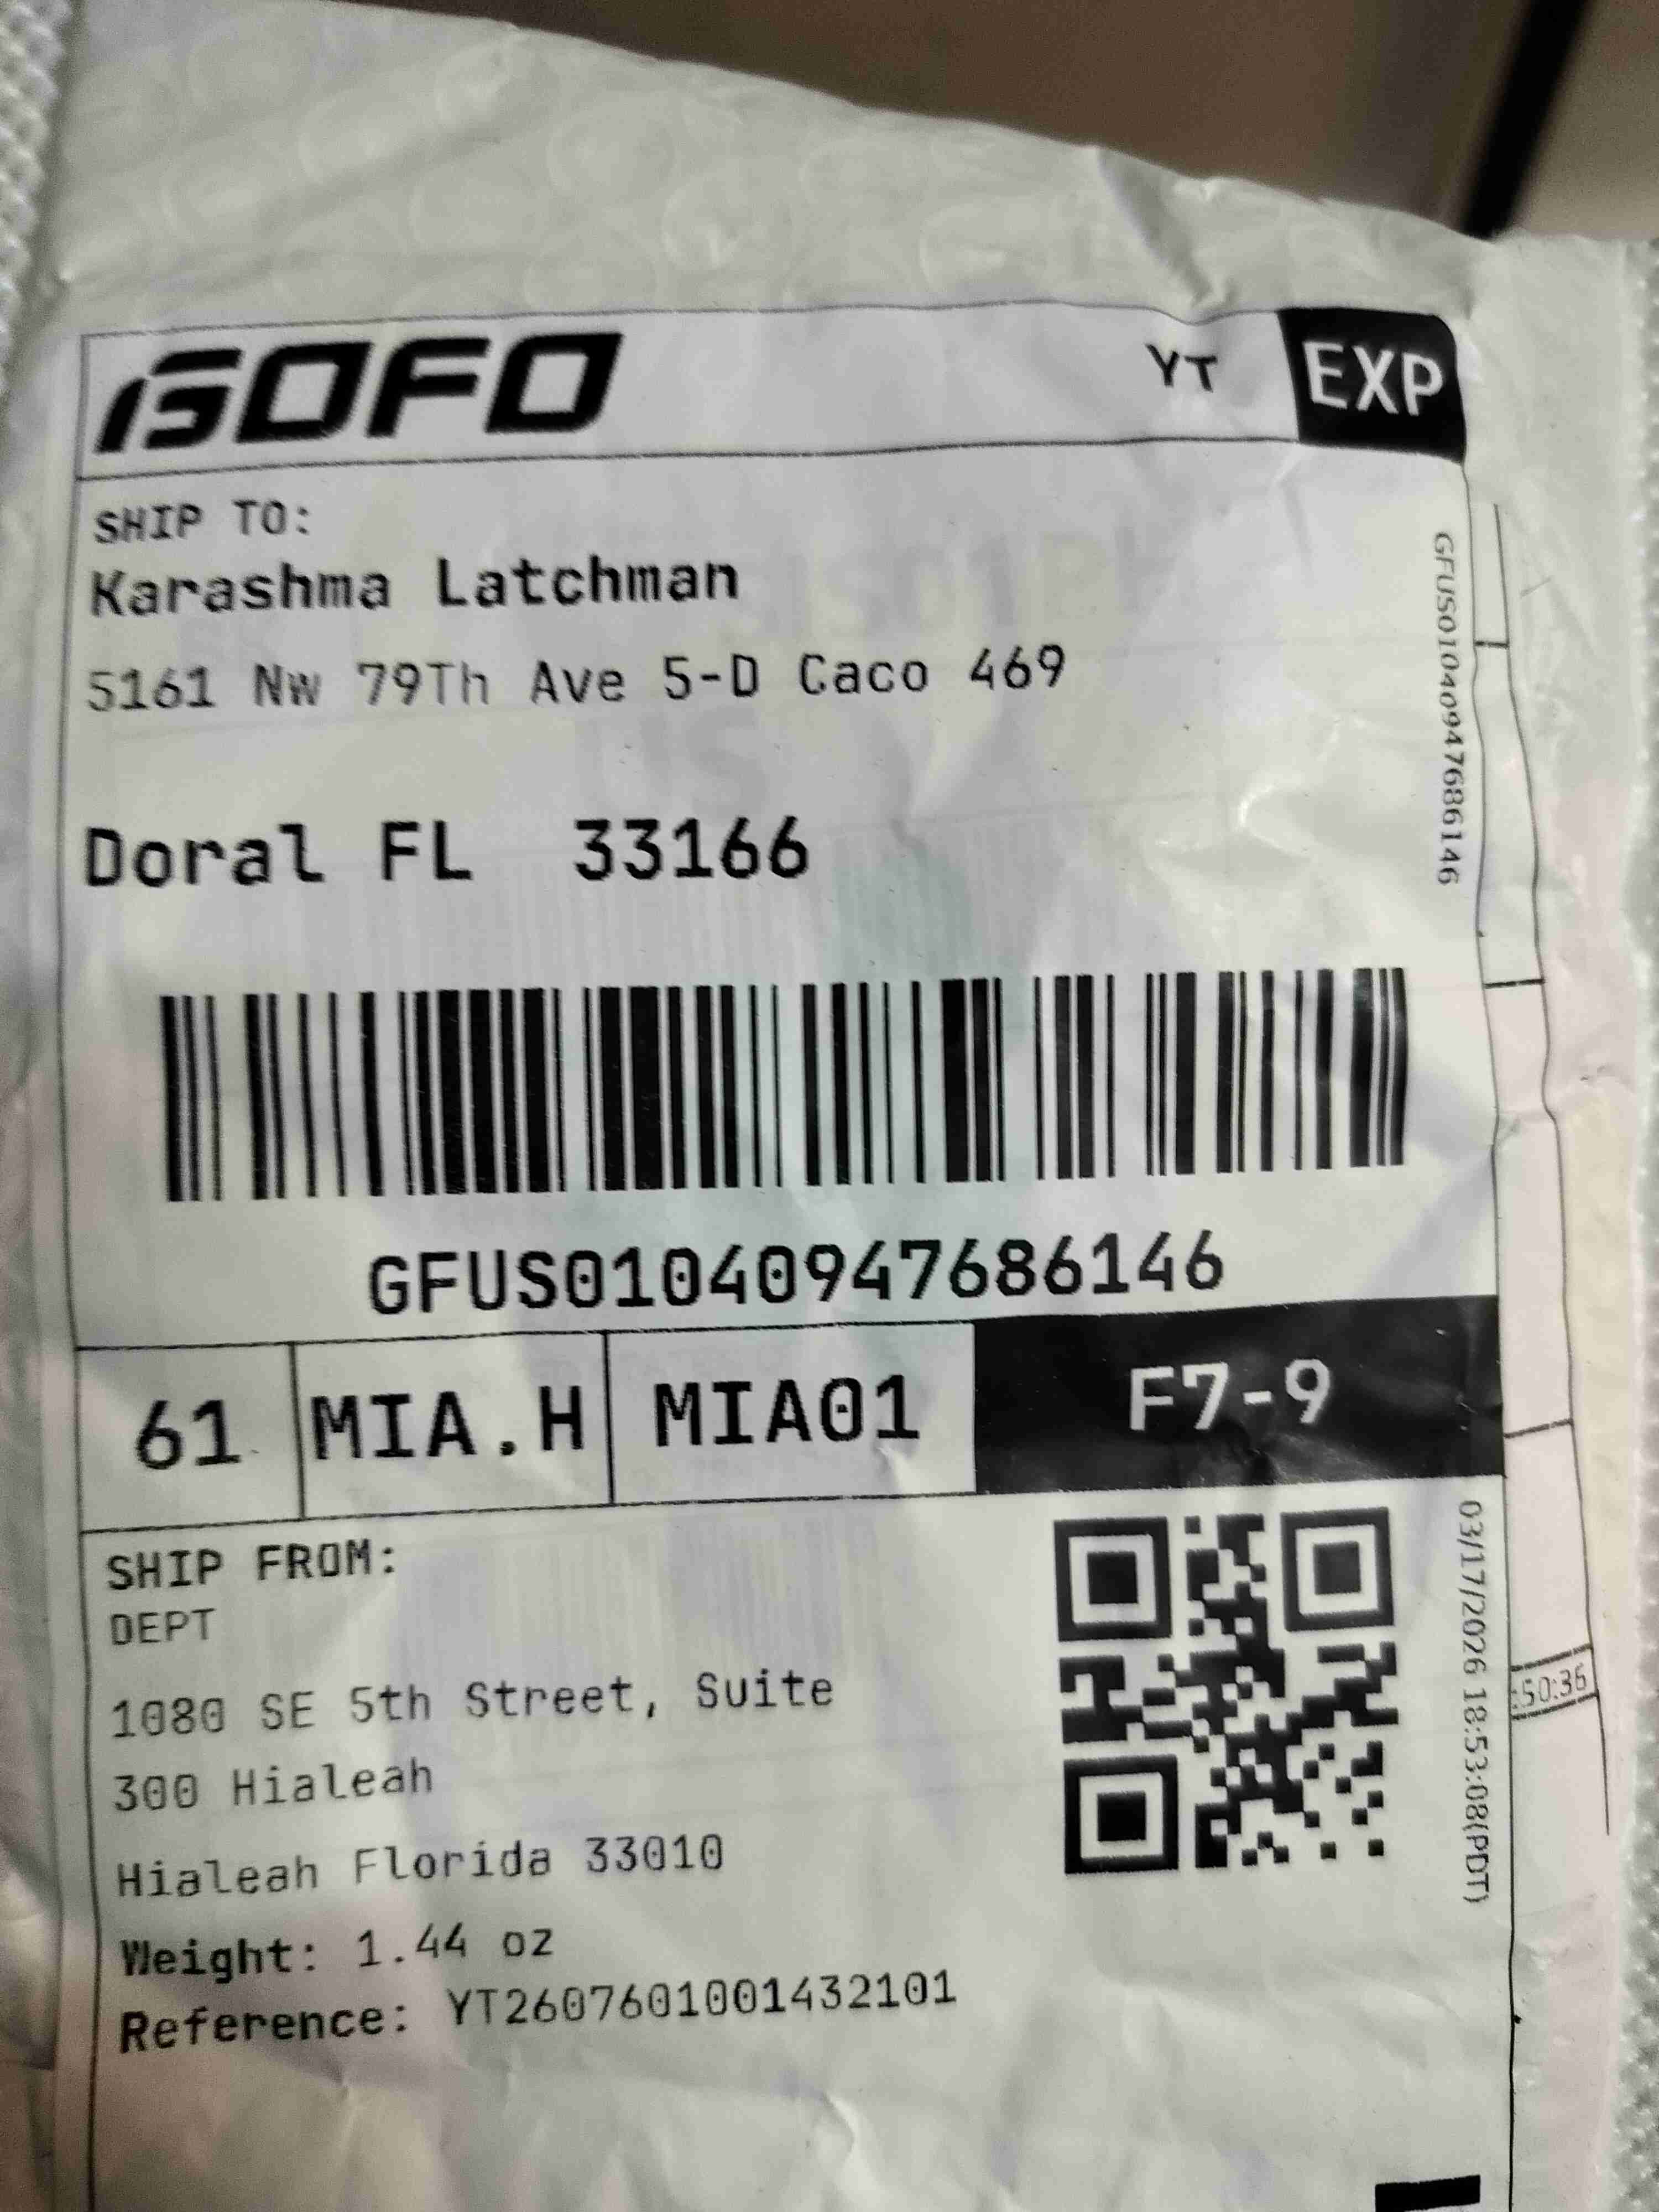 GOFO
YT
EXP
SHIP TO:
Karashma Latchman
5161 Nw 79Th Ave 5-D Caco 469
Doral FL 33166
GFUS01040947686146
GFUS01040947686146
61
MIA.H
MIA01
F7-9
SHIP FROM:
DEPT
1080 SE 5th Street, Suite
300 Hialeah
Hialeah Florida 33010
Weight: 1.44 oz
Reference: YT2607601001432101
03/17/2026 18:53:08(PDT)
:50:36